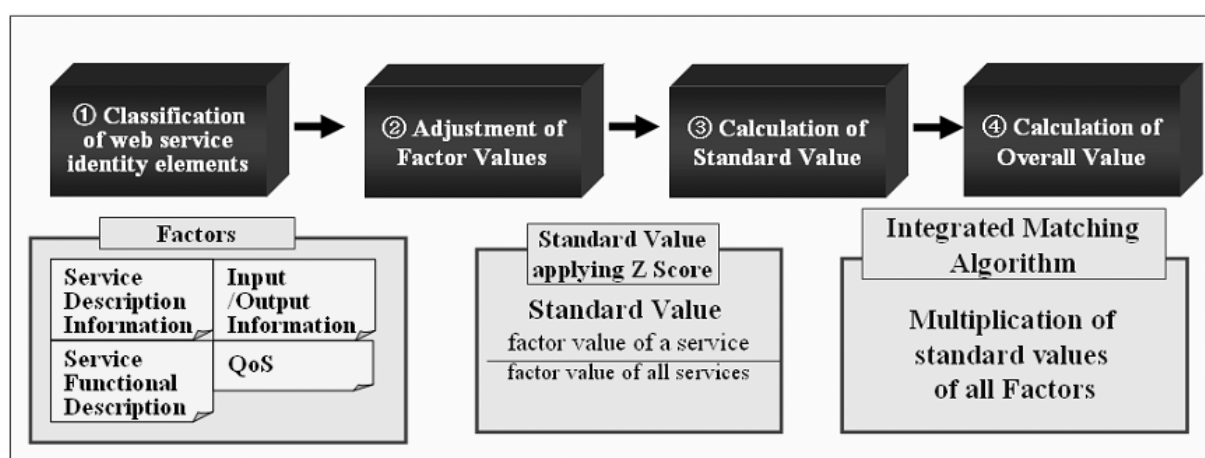 ① Classification
of web service
identity elements
② Adjustment of
Factor Values
③ Calculation of
Standard Value
④ Calculation of
Overall Value
Factors
Service
Description
Information
Input
/Output
Information
Service
Functional
Description
QoS
Standard Value
applying Z Score
Standard Value
factor value of a service
factor value of all services
Integrated Matching
Algorithm
Multiplication of
standard values
of all Factors